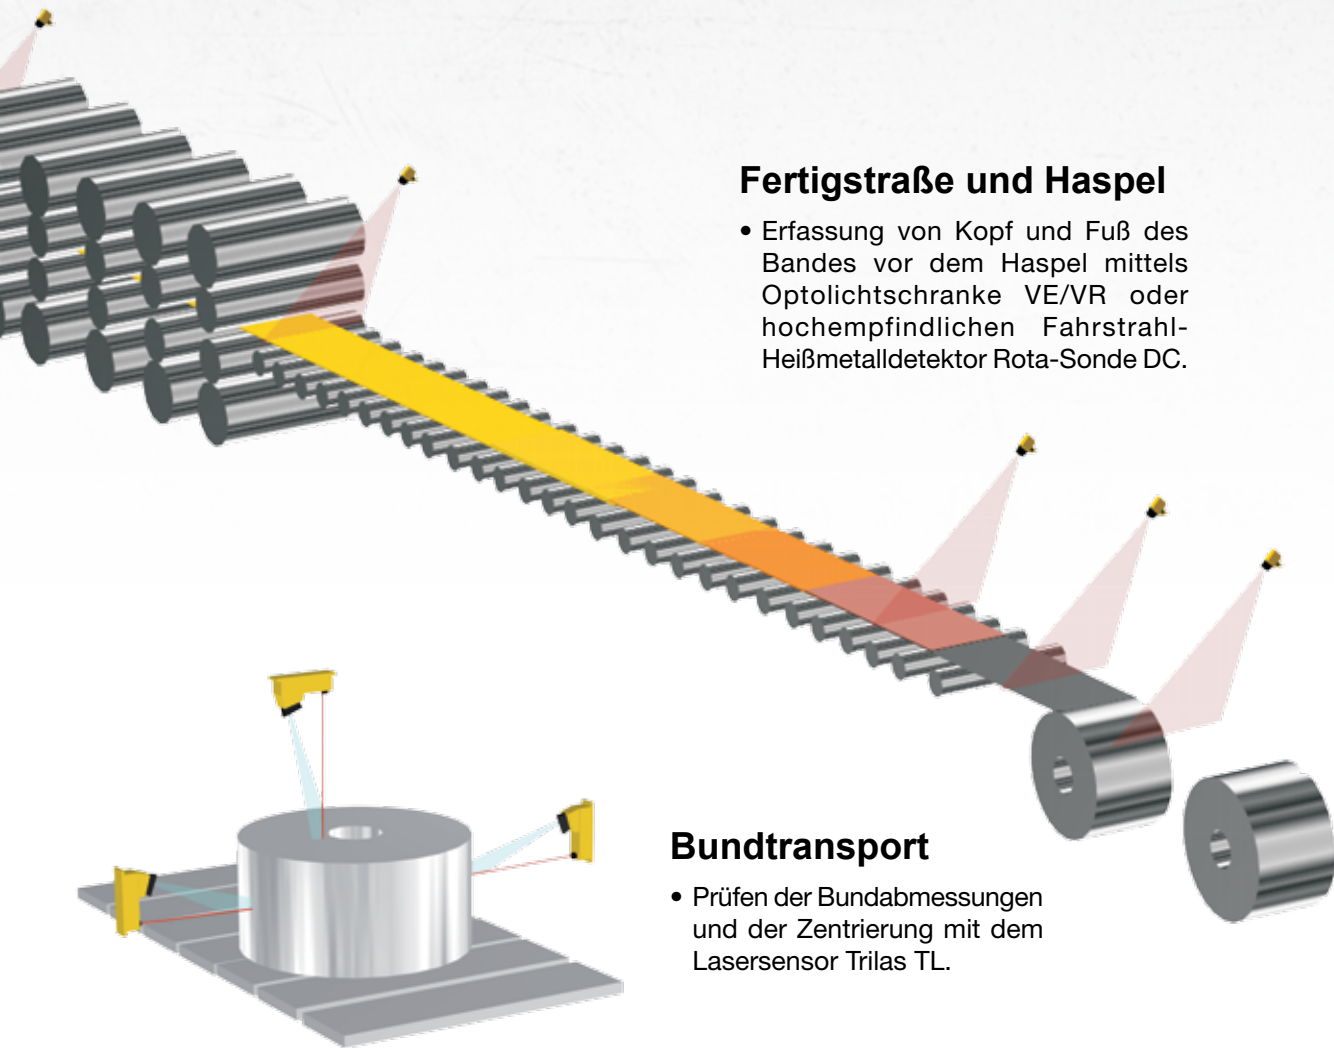 Fertigstraße und Haspel
• Erfassung von Kopf und Fuß des
Bandes vor dem Haspel mittels
Optolichtschranke VE/VR oder
hochempfindlichen Fahrstrahl-
Heißmetalldetektor Rota-Sonde DC.
Bundtransport
• Prüfen der Bundabmessungen
und der Zentrierung mit dem
Lasersensor Trilas TL.